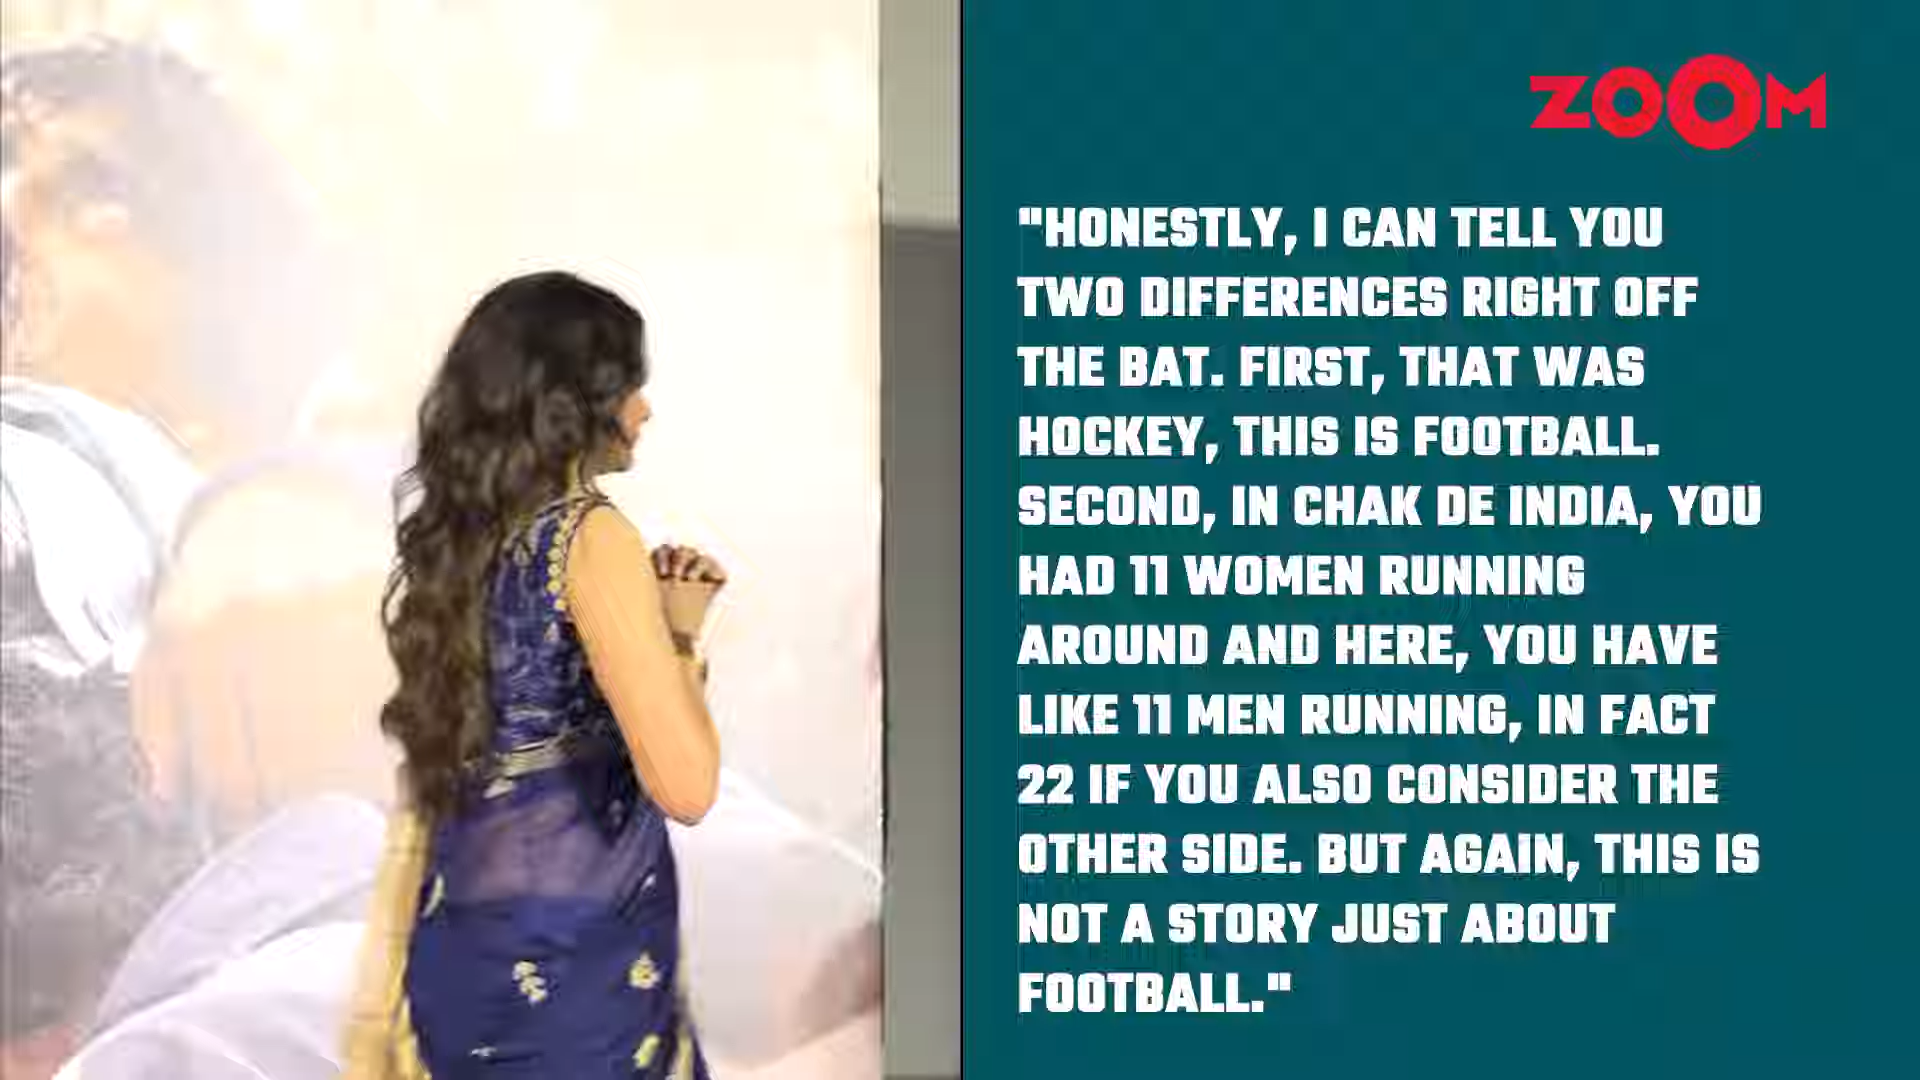 ZOOM
"HONESTLY, I CAN TELL YOU
TWO DIFFERENCES RIGHT OFF
THE BAT. FIRST, THAT WAS
HOCKEY, THIS IS FOOTBALL.
SECOND, IN CHAK DE INDIA, YOU
HAD 11 WOMEN RUNNING
AROUND AND HERE, YOU HAVE
LIKE 11 MEN RUNNING, IN FACT
22 IF YOU ALSO CONSIDER THE
OTHER SIDE. BUT AGAIN, THIS IS
NOT A STORY JUST ABOUT
FOOTBALL."